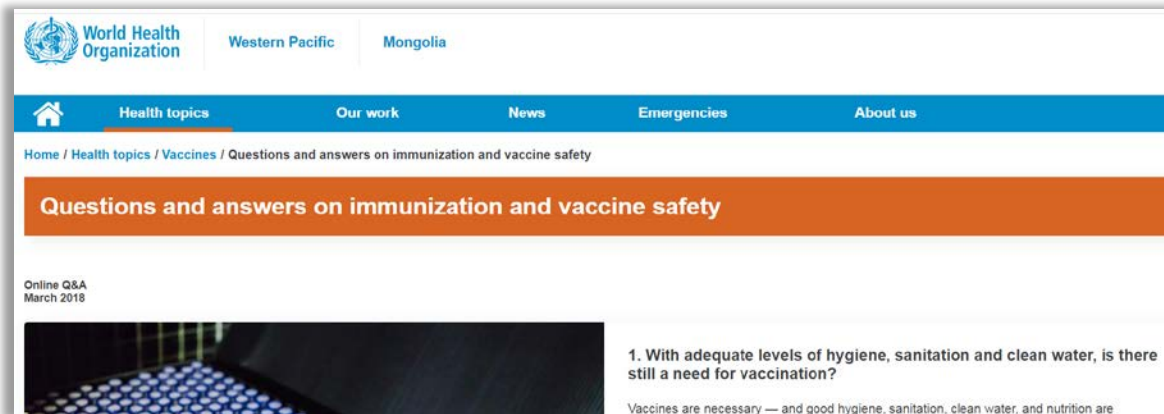 World Health
Organization
Western Pacific
Mongolia
Health topics
Our work
News
Emergencies
About us
Home / Health topics / Vaccines / Questions and answers on immunization and vaccine safety
Questions and answers on immunization and vaccine safety
Online Q&A
March 2018
1. With adequate levels of hygiene, sanitation and clean water, is there
still a need for vaccination?
Vaccines are necessary — and good hygiene, sanitation, clean water, and nutrition are